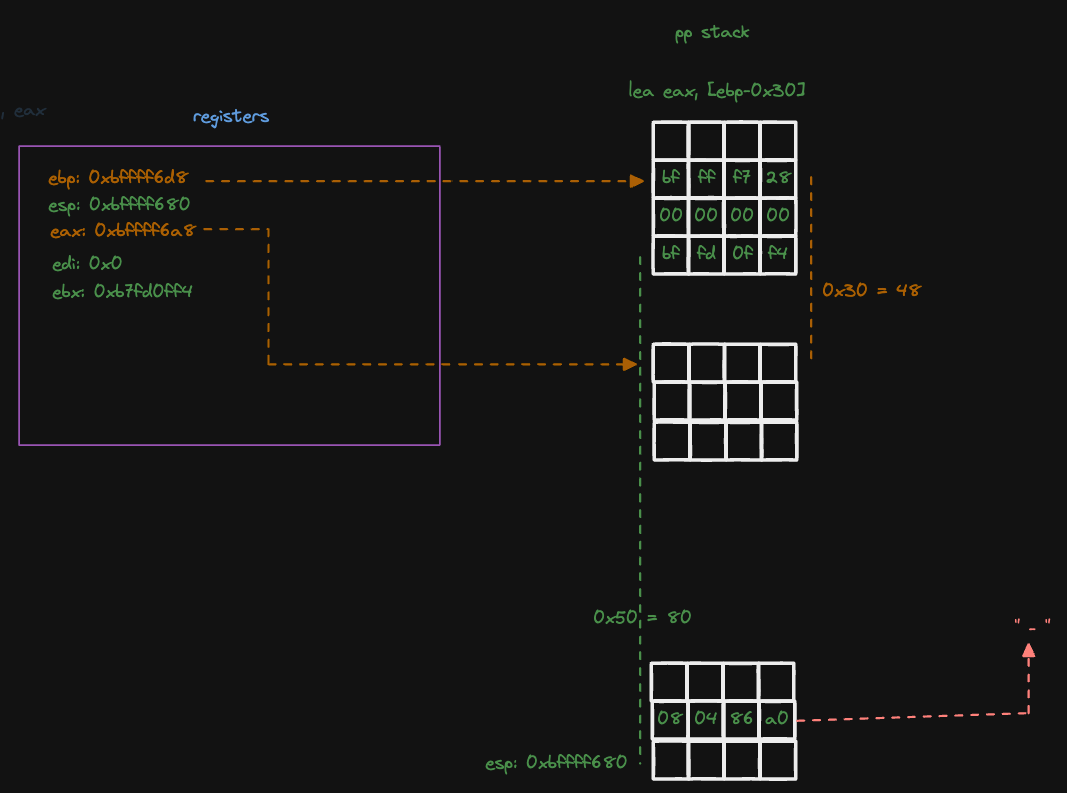 pp stack
lea eax, [ebp-0x30]
, eax
registers
ebp: 0xbffff6d8
esp: 0xbffff680
eax: 0xbffff6a8
edi: 0x0
ebx: 0xb7fd0ff4
bf ff f7 28
00 00 00 00
bf fd 0f f4
0x30 = 48
0x50 = 80
"_"
08 04 86 a0
esp: 0xbffff680